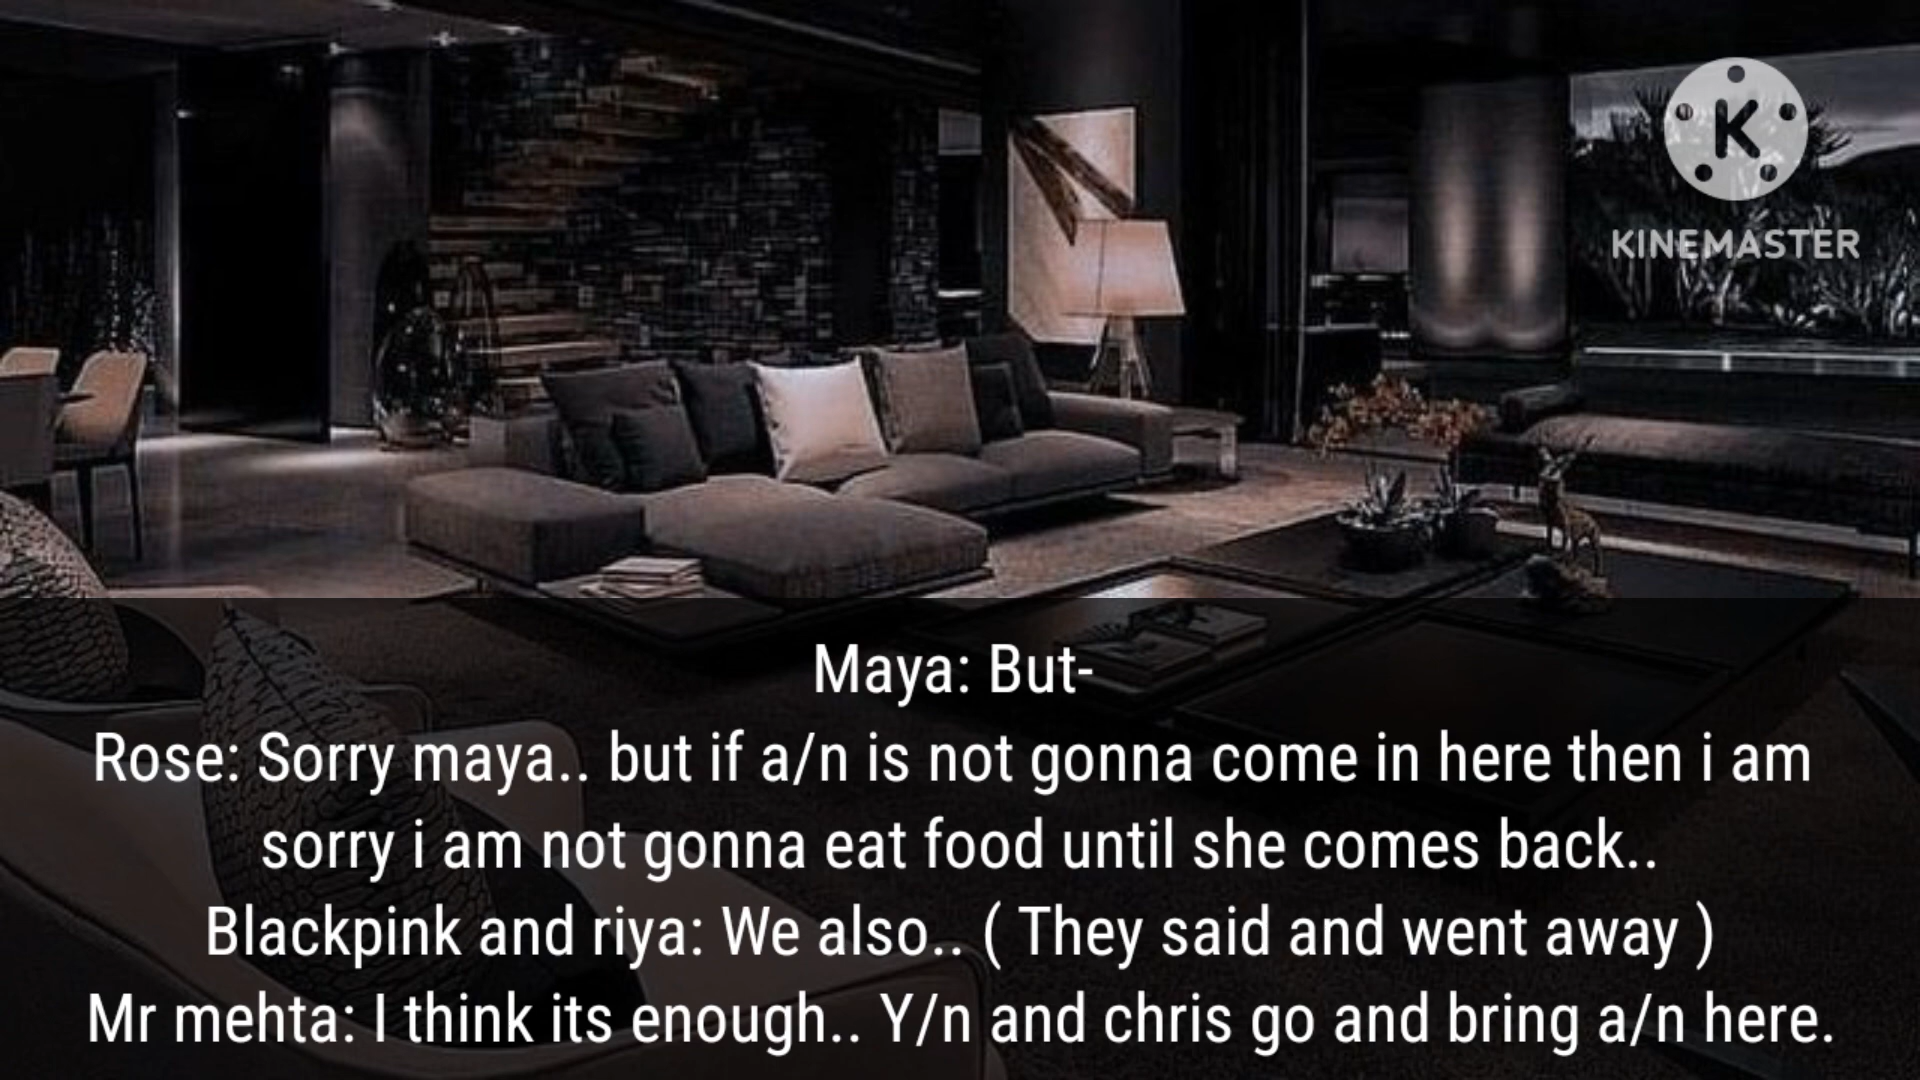 K
KINEMASTER
Maya: But-
Rose: Sorry maya.. but if a/n is not gonna come in here then i am
sorry i am not gonna eat food until she comes back..
Blackpink and riya: We also.. ( They said and went away )
Mr mehta: I think its enough.. Y/n and chris go and bring a/n here.